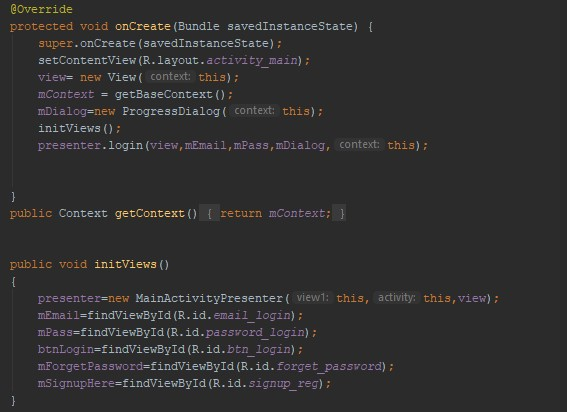 @Override
protected void onCreate(Bundle savedInstanceState) {
super.onCreate(savedInstanceState);
setContentView(R.layout.activity_main);
view= new View( context: this);
mContext = getBaseContext();
mDialog=new ProgressDialog( context: this);
initViews();
presenter.login(view,mEmail,mPass,mDialog, context: this);
}
public Context getContext() { return mContext; }
public void initViews()
{
presenter=new MainActivityPresenter( view1: this, activity: this,view);
mEmail=findViewById(R.id.email_login);
mPass=findViewById(R.id.password_login);
btnLogin=findViewById(R.id.btn_login);
mForgetPassword=findViewById(R.id.forget_password);
mSignupHere=findViewById(R.id.signup_reg);
}